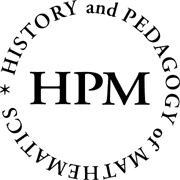 * HISTORY and PEDAGOGY of MATHEMATICS
HPM